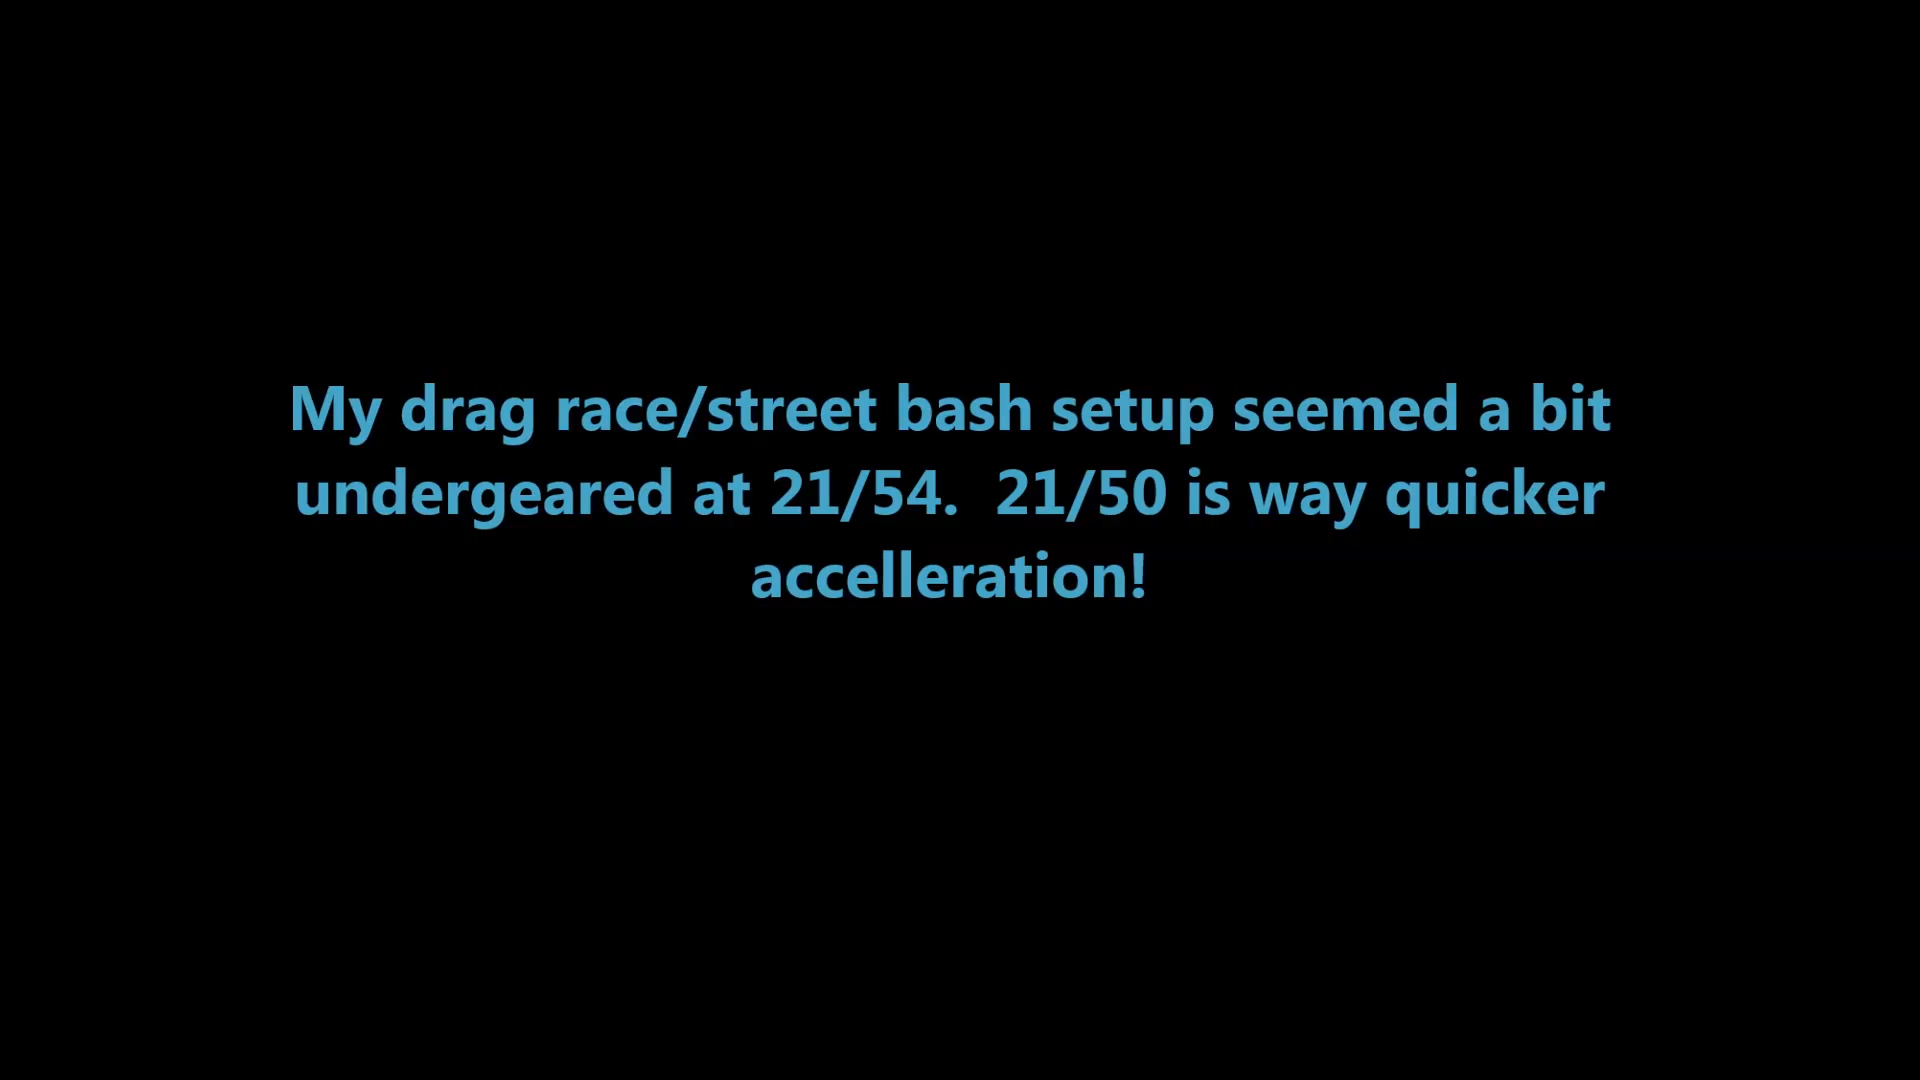 My drag race/street bash setup seemed a bit
undergeared at 21/54.  21/50 is way quicker
accelleration!